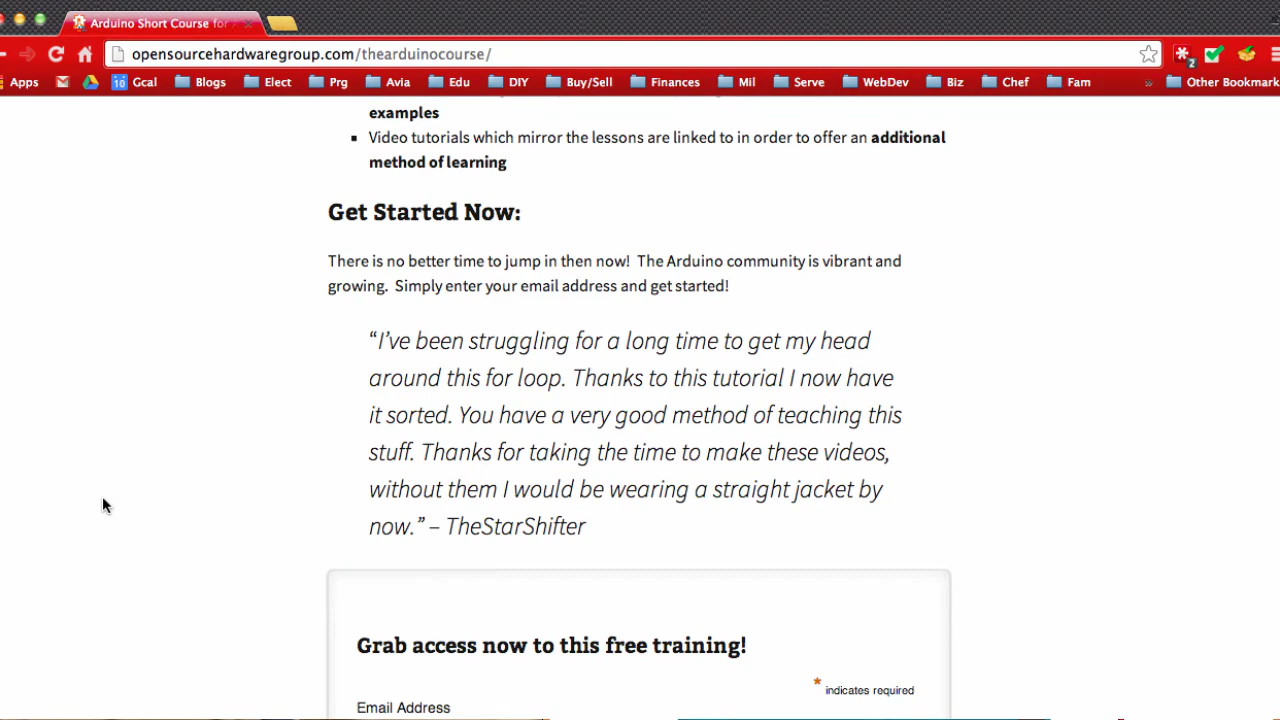 Arduino Short Course for
opensourcehardwaregroup.com/thearduinocourse/
2
Apps 10 Gcal Blogs Elect Prg Avia Edu DIY Buy/Sell Finances Mil Serve WebDev Biz Chef Fam » Other Bookmark
examples
▪ Video tutorials which mirror the lessons are linked to in order to offer an additional
method of learning
Get Started Now:
There is no better time to jump in then now! The Arduino community is vibrant and
growing. Simply enter your email address and get started!
“I’ve been struggling for a long time to get my head
around this for loop. Thanks to this tutorial I now have
it sorted. You have a very good method of teaching this
stuff. Thanks for taking the time to make these videos,
without them I would be wearing a straight jacket by
now.” – TheStarShifter
Grab access now to this free training!
* indicates required
Email Address